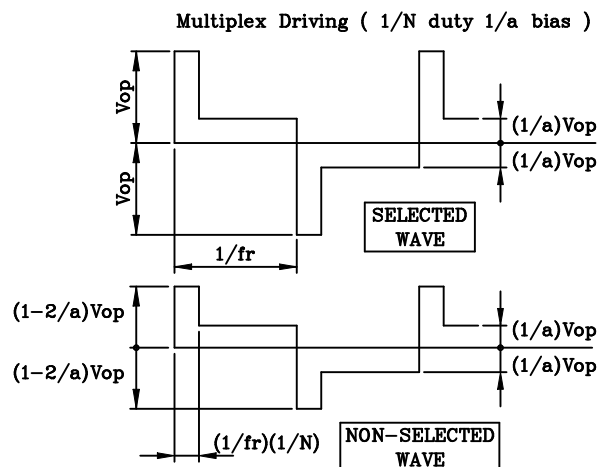 Multiplex Driving ( 1/N duty 1/a bias )
Vop
(1/a)Vop
(1/a)Vop
Vop
SELECTED
WAVE
1/fr
(1-2/a)Vop
(1/a)Vop
(1-2/a)Vop
(1/a)Vop
(1/fr)(1/N)
NON-SELECTED
WAVE